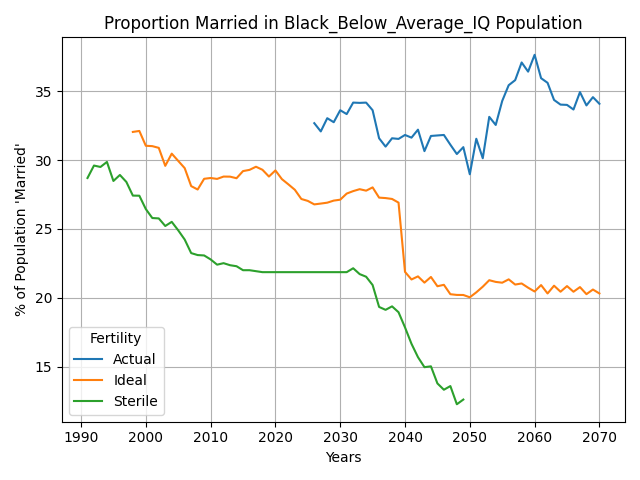 Proportion Married in Black_Below_Average_IQ Population
% of Population 'Married'
35
30
25
20
15
Fertility
Actual
Ideal
Sterile
1990 2000 2010 2020 2030 2040 2050 2060 2070
Years